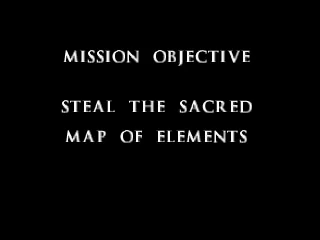 MISSION OBJECTIVE
STEAL THE SACRED
MAP OF ELEMENTS